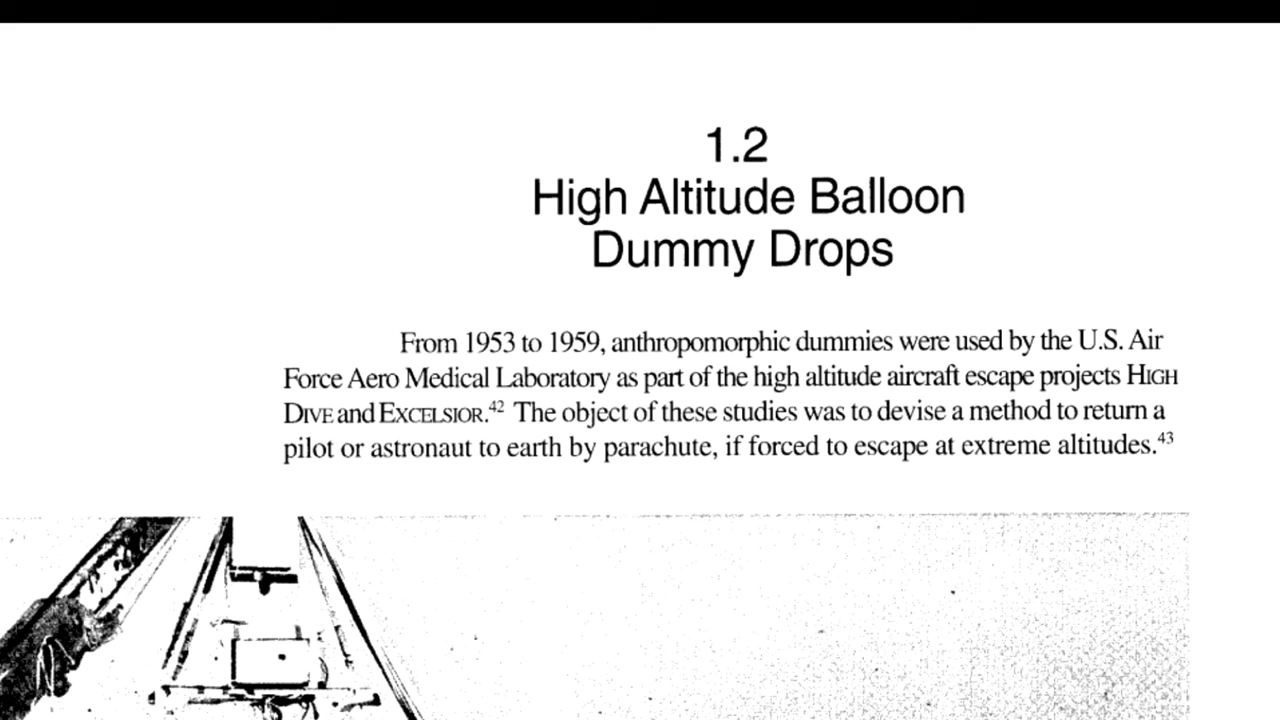 1.2
High Altitude Balloon
Dummy Drops
From 1953 to 1959, anthropomorphic dummies were used by the U.S. Air
Force Aero Medical Laboratory as part of the high altitude aircraft escape projects HIGH
DIVE and EXCELSIOR.42 The object of these studies was to devise a method to return a
pilot or astronaut to earth by parachute, if forced to escape at extreme altitudes.43